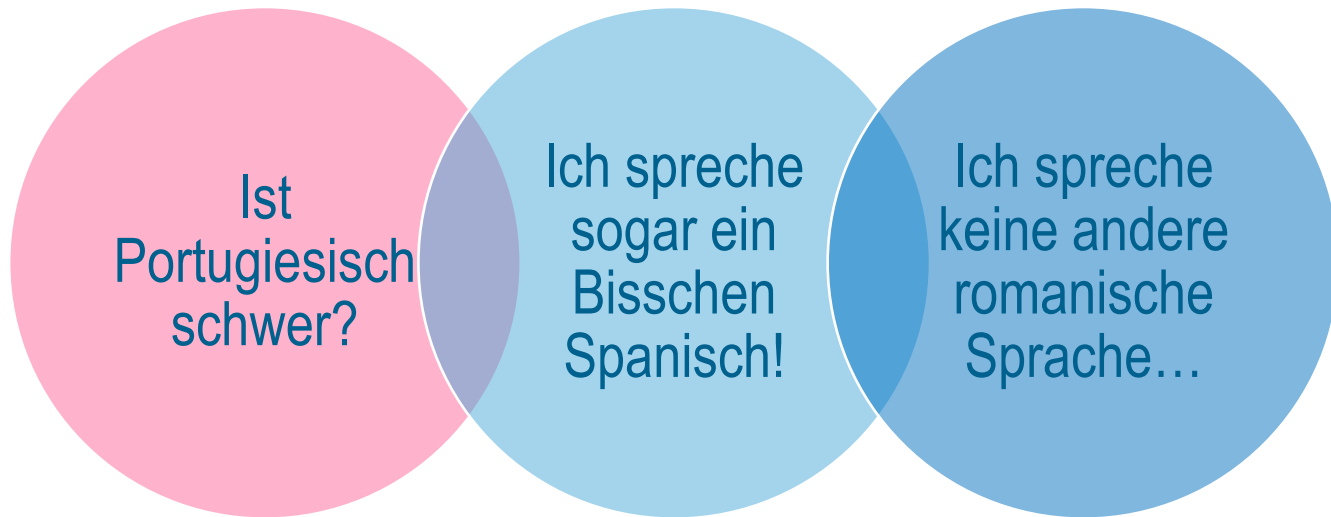 Ist
Portugiesisch
schwer?
Ich spreche
sogar ein
Bisschen
Spanisch!
Ich spreche
keine andere
romanische
Sprache…